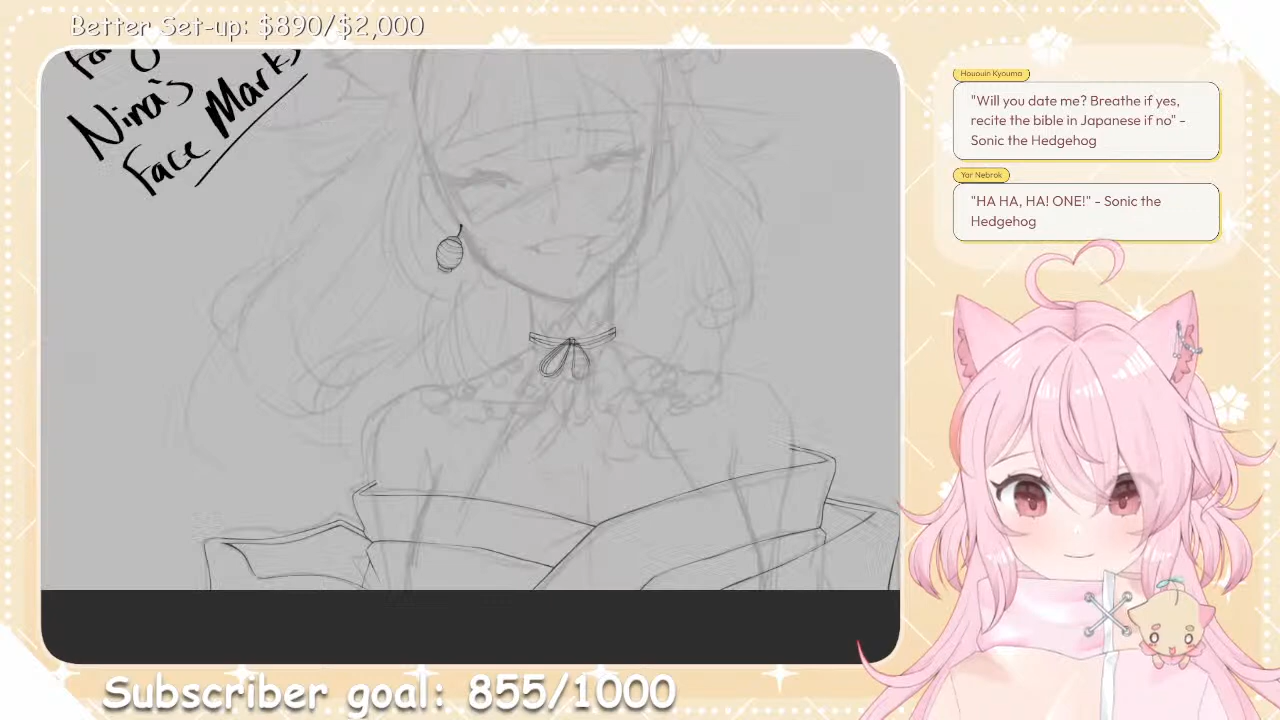 Better Set-up: $890/$2,000
Nina's
Face Marks
Hououin Kyouma
"Will you date me? Breathe if yes,
recite the bible in Japanese if no" -
Sonic the Hedgehog
Yar Nebrok
"HA HA, HA! ONE!" - Sonic the
Hedgehog
Subscriber goal: 855/1000